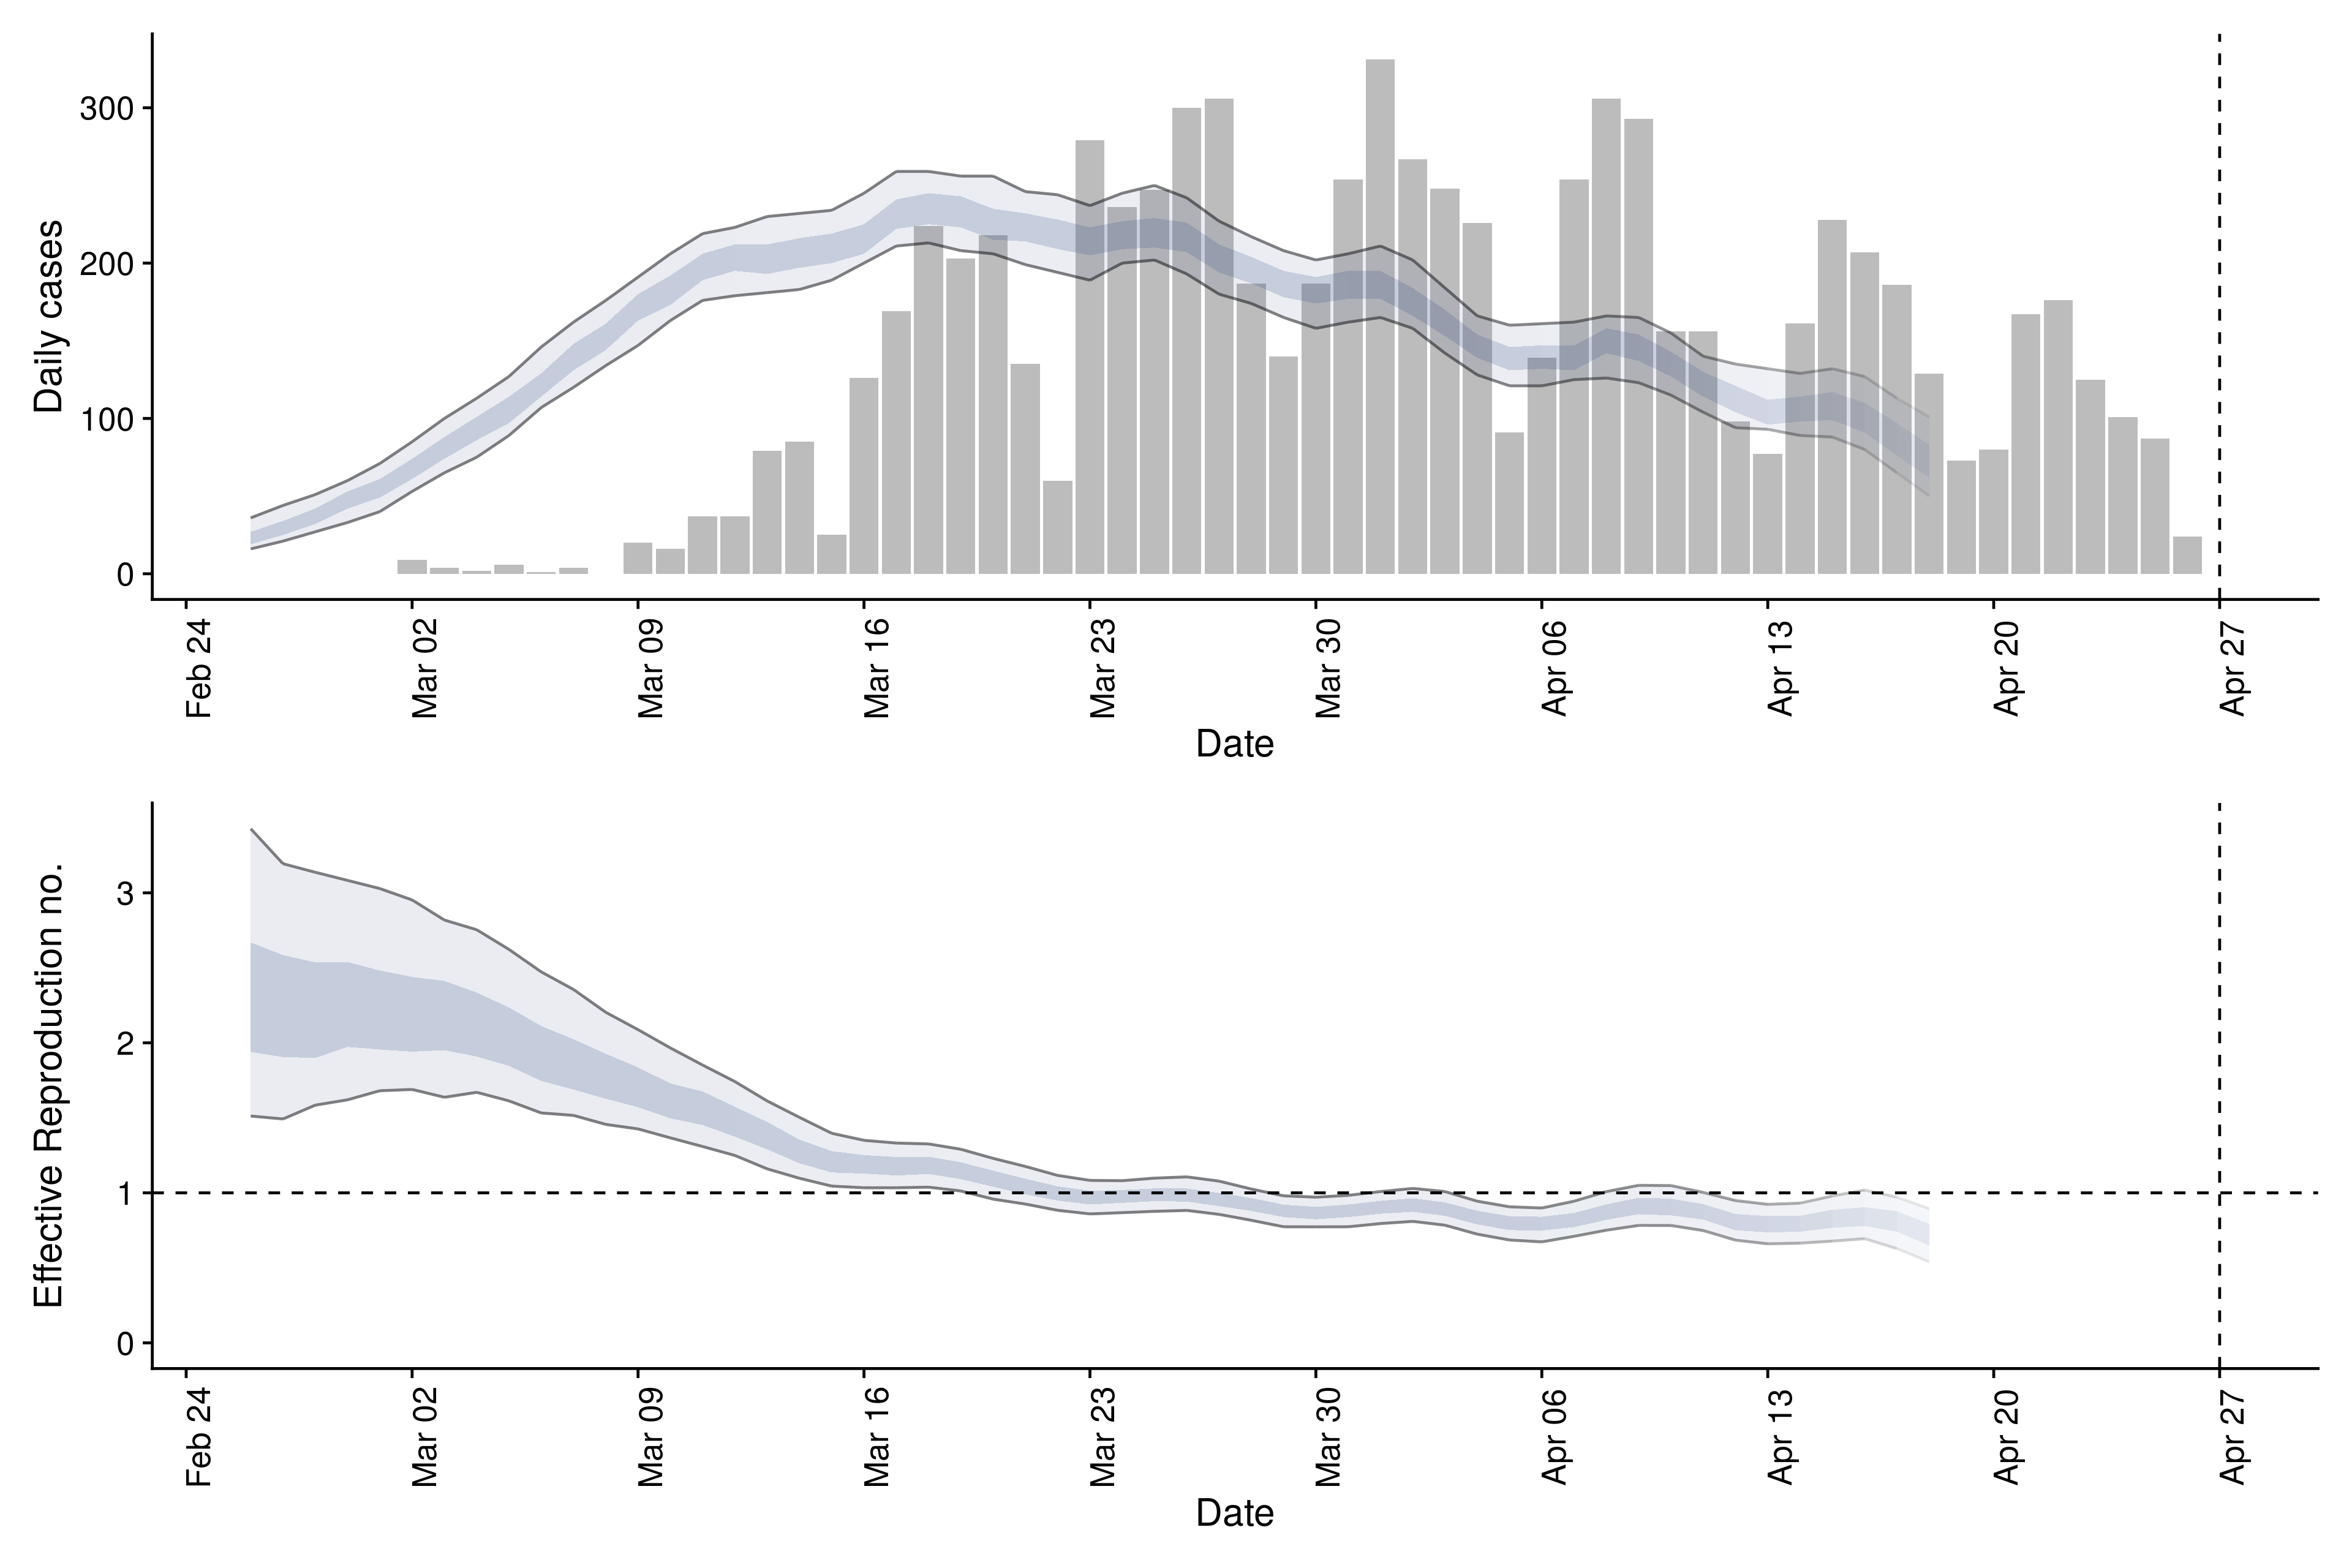 Daily cases
300
200
100
0
Feb 24
Mar 02
Mar 09
Mar 16
Mar 23
Mar 30
Apr 06
Apr 13
Apr 20
Apr 27
Date
Effective Reproduction no.
3
2
1
0
Feb 24
Mar 02
Mar 09
Mar 16
Mar 23
Mar 30
Apr 06
Apr 13
Apr 20
Apr 27
Date